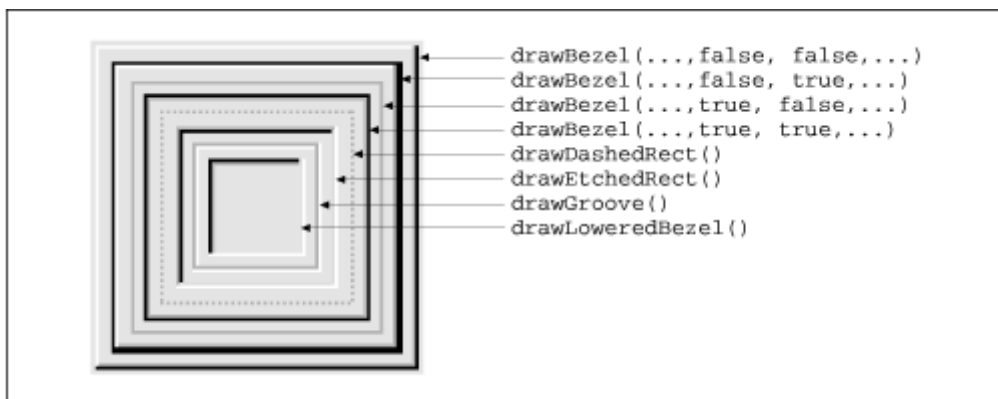 drawBezel(...,false, false,...)
drawBezel(...,false, true,...)
drawBezel(...,true, false,...)
drawBezel(...,true, true,...)
drawDashedRect()
drawEtchedRect()
drawGroove()
drawLoweredBezel()